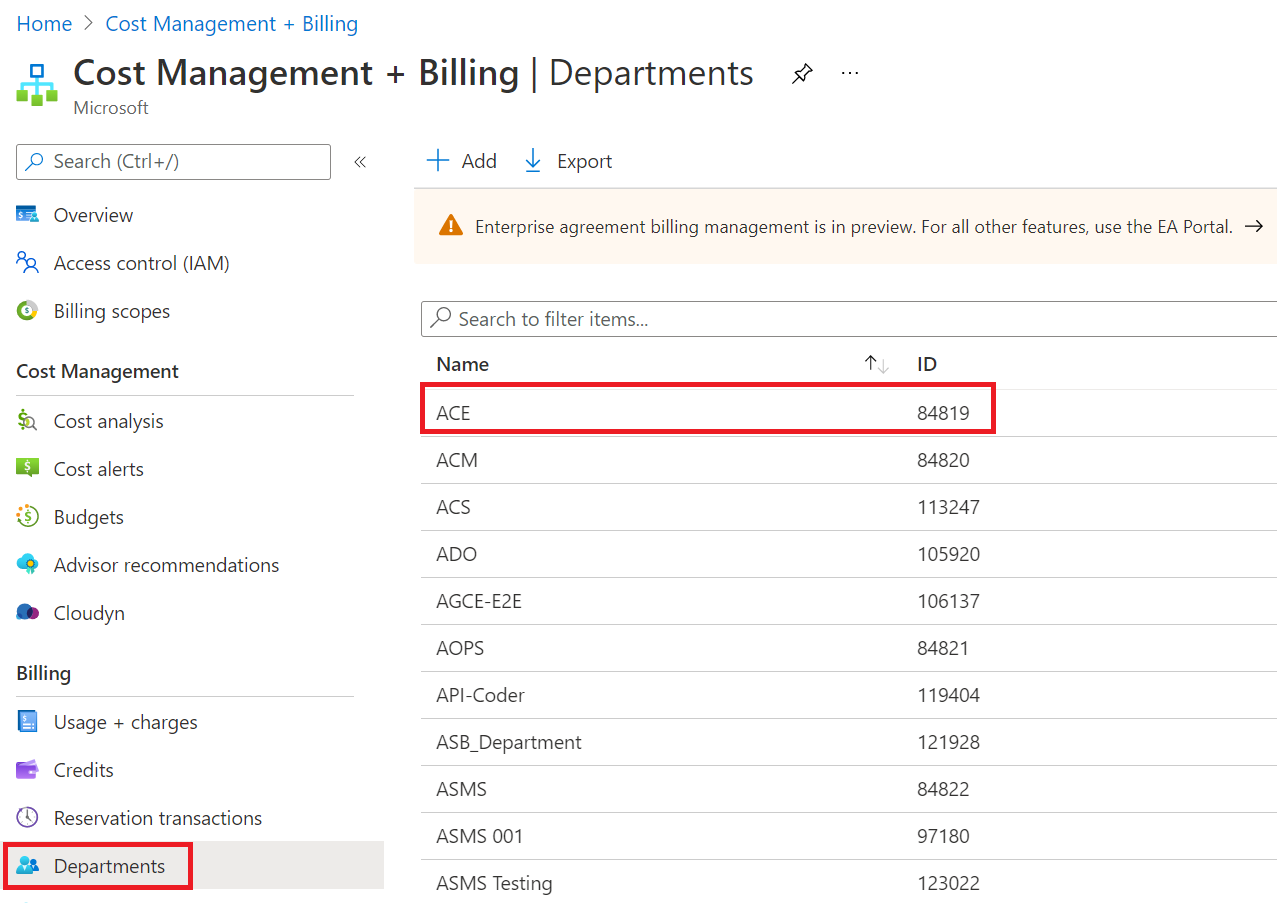 Home > Cost Management + Billing
Cost Management + Billing | Departments ...
Microsoft
Search (Ctrl+/) «
Overview
Access control (IAM)
Billing scopes
Cost Management
Cost analysis
Cost alerts
Budgets
Advisor recommendations
Cloudyn
Billing
Usage + charges
Credits
Reservation transactions
Departments
+ Add ↓ Export
Enterprise agreement billing management is in preview. For all other features, use the EA Portal. →
Search to filter items...
Name ↑↓ ID
ACE 84819
ACM 84820
ACS 113247
ADO 105920
AGCE-E2E 106137
AOPS 84821
API-Coder 119404
ASB_Department 121928
ASMS 84822
ASMS 001 97180
ASMS Testing 123022